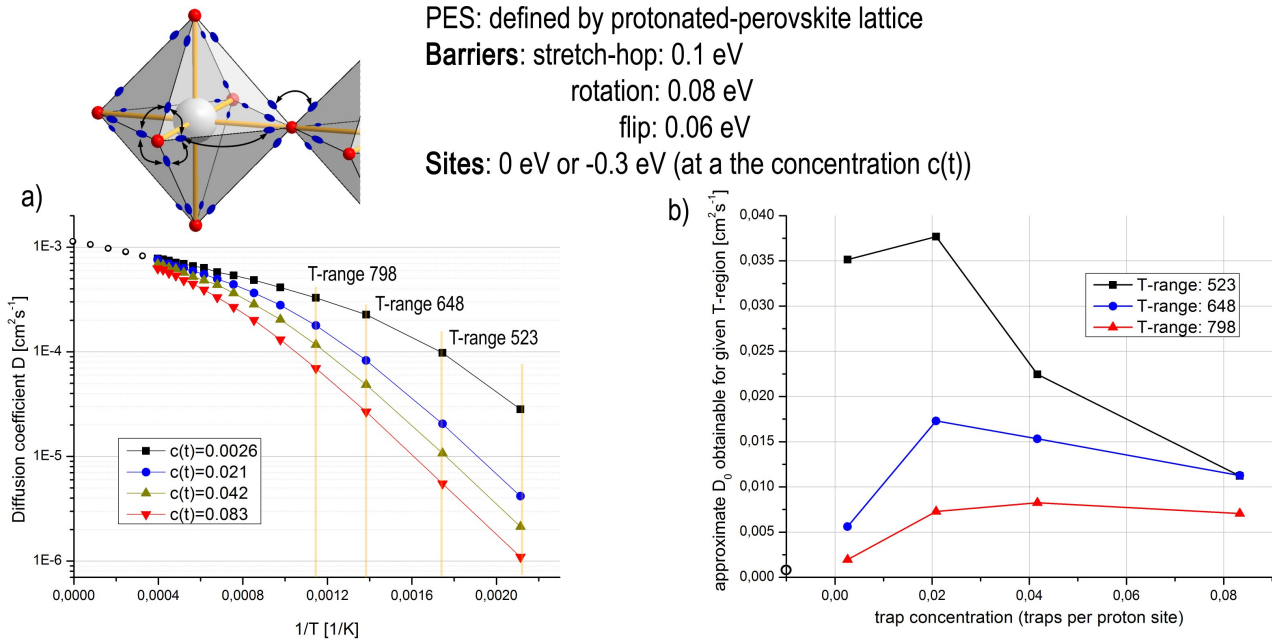 PES: defined by protonated-perovskite lattice
Barriers: stretch-hop: 0.1 eV
rotation: 0.08 eV
flip: 0.06 eV
Sites: 0 eV or -0.3 eV (at a the concentration c(t))
a)
Diffusion coefficient D [cm²s⁻¹]
1E-3
1E-4
1E-5
1E-6
T-range 798
T-range 648
T-range 523
c(t)=0.0026
c(t)=0.021
c(t)=0.042
c(t)=0.083
0,0000
0,0004
0,0008
0,0012
0,0016
0,0020
1/T [1/K]
b)
approximate D₀ obtainable for given T-region [cm²s⁻¹]
0,040
0,035
0,030
0,025
0,020
0,015
0,010
0,005
0,000
T-range: 523
T-range: 648
T-range: 798
0,00
0,02
0,04
0,06
0,08
trap concentration (traps per proton site)